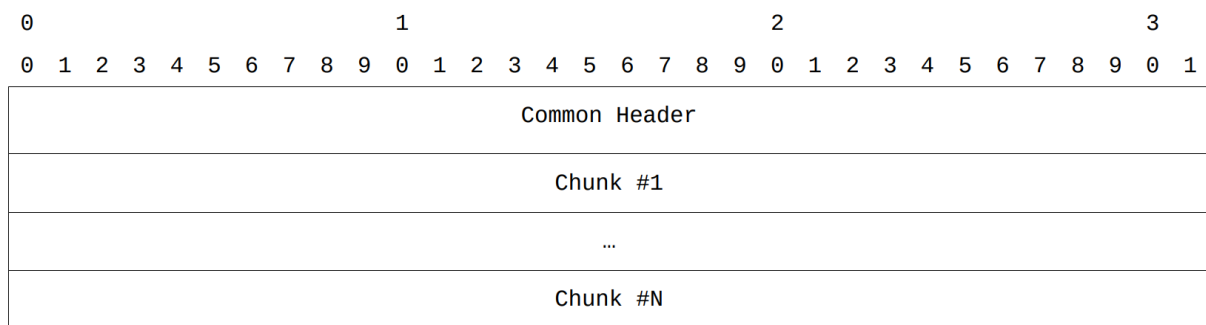 0 1 2 3
0 1 2 3 4 5 6 7 8 9 0 1 2 3 4 5 6 7 8 9 0 1 2 3 4 5 6 7 8 9 0 1
Common Header
Chunk #1
…
Chunk #N